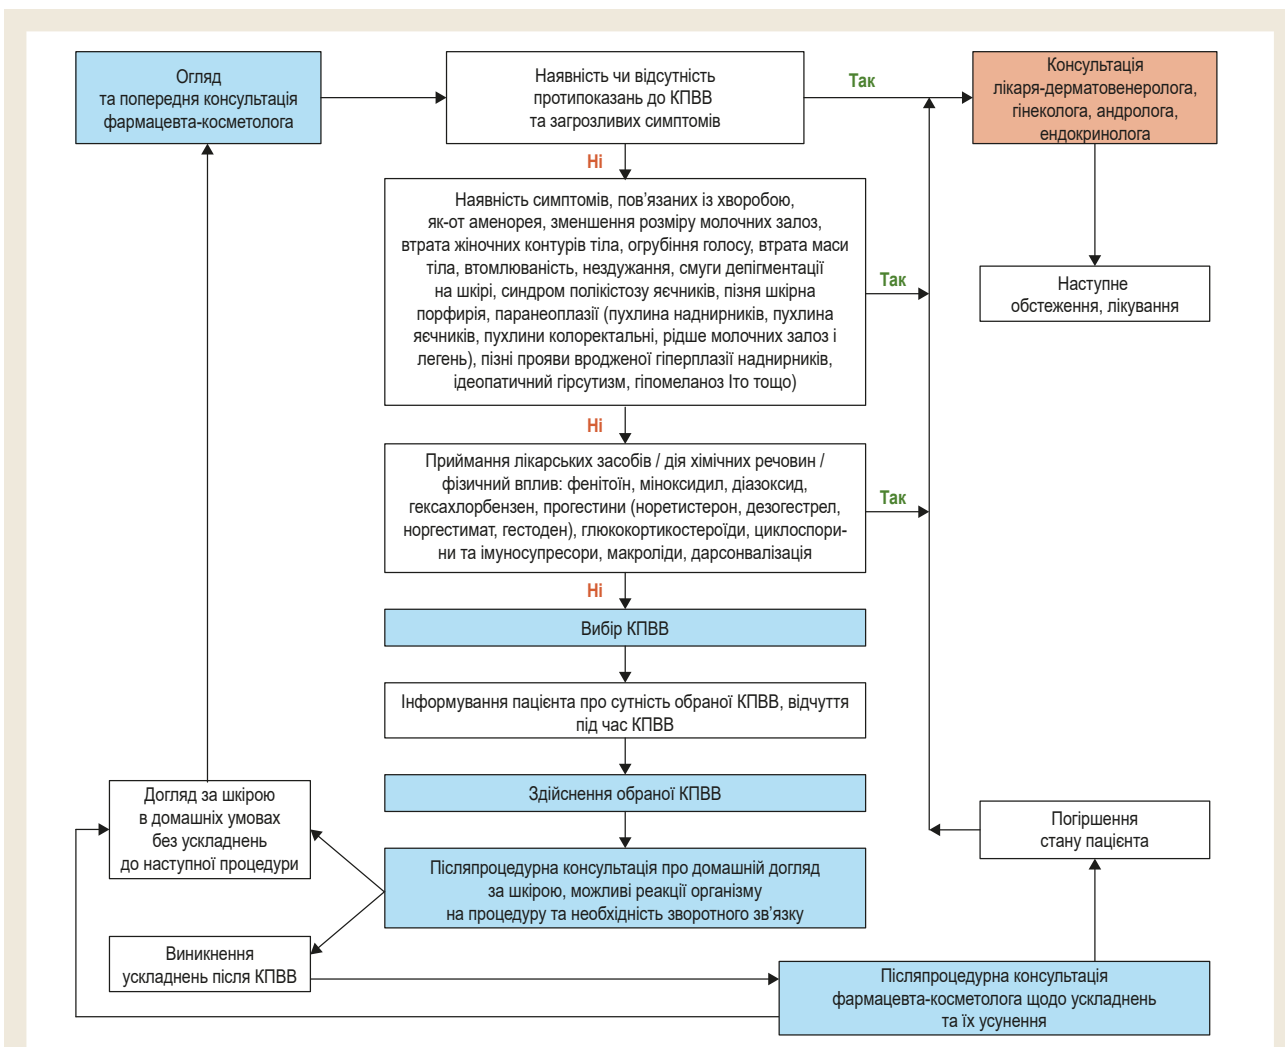 Огляд
та попередня консультація
фармацевта-косметолога
Наявність чи відсутність
протипоказань до КПВВ
та загрозливих симптомів
Так
Консультація
лікаря-дерматовенеролога,
гінеколога, андролога,
ендокринолога
Ні
Наявність симптомів, пов’язаних із хворобою,
як-от аменорея, зменшення розміру молочних залоз,
втрата жіночних контурів тіла, огрубіння голосу, втрата маси
тіла, втомлюваність, нездужання, смуги депігментації
на шкірі, синдром полікістозу яєчників, пізня шкірна
порфирія, паранеоплазії (пухлина наднирників, пухлина
яєчників, пухлини колоректальні, рідше молочних залоз і
легень), пізні прояви вродженої гіперплазії наднирників,
ідеопатичний гірсутизм, гіпомеланоз Іто тощо)
Так
Наступне
обстеження, лікування
Ні
Приймання лікарських засобів / дія хімічних речовин /
фізичний вплив: фенітоїн, міноксидил, діазоксид,
гексахлорбензен, прогестини (норетистерон, дезогестрел,
норгестимат, гестоден), глюкокортикостероїди, циклоспори-
ни та імуносупресори, макроліди, дарсонвалізація
Так
Ні
Вибір КПВВ
Інформування пацієнта про сутність обраної КПВВ, відчуття
під час КПВВ
Здійснення обраної КПВВ
Догляд за шкірою
в домашніх умовах
без ускладнень
до наступної процедури
Погіршення
стану пацієнта
Післяпроцедурна консультація про домашній догляд
за шкірою, можливі реакції організму
на процедуру та необхідність зворотного зв’язку
Виникнення
ускладнень після КПВВ
Післяпроцедурна консультація
фармацевта-косметолога щодо ускладнень
та їх усунення